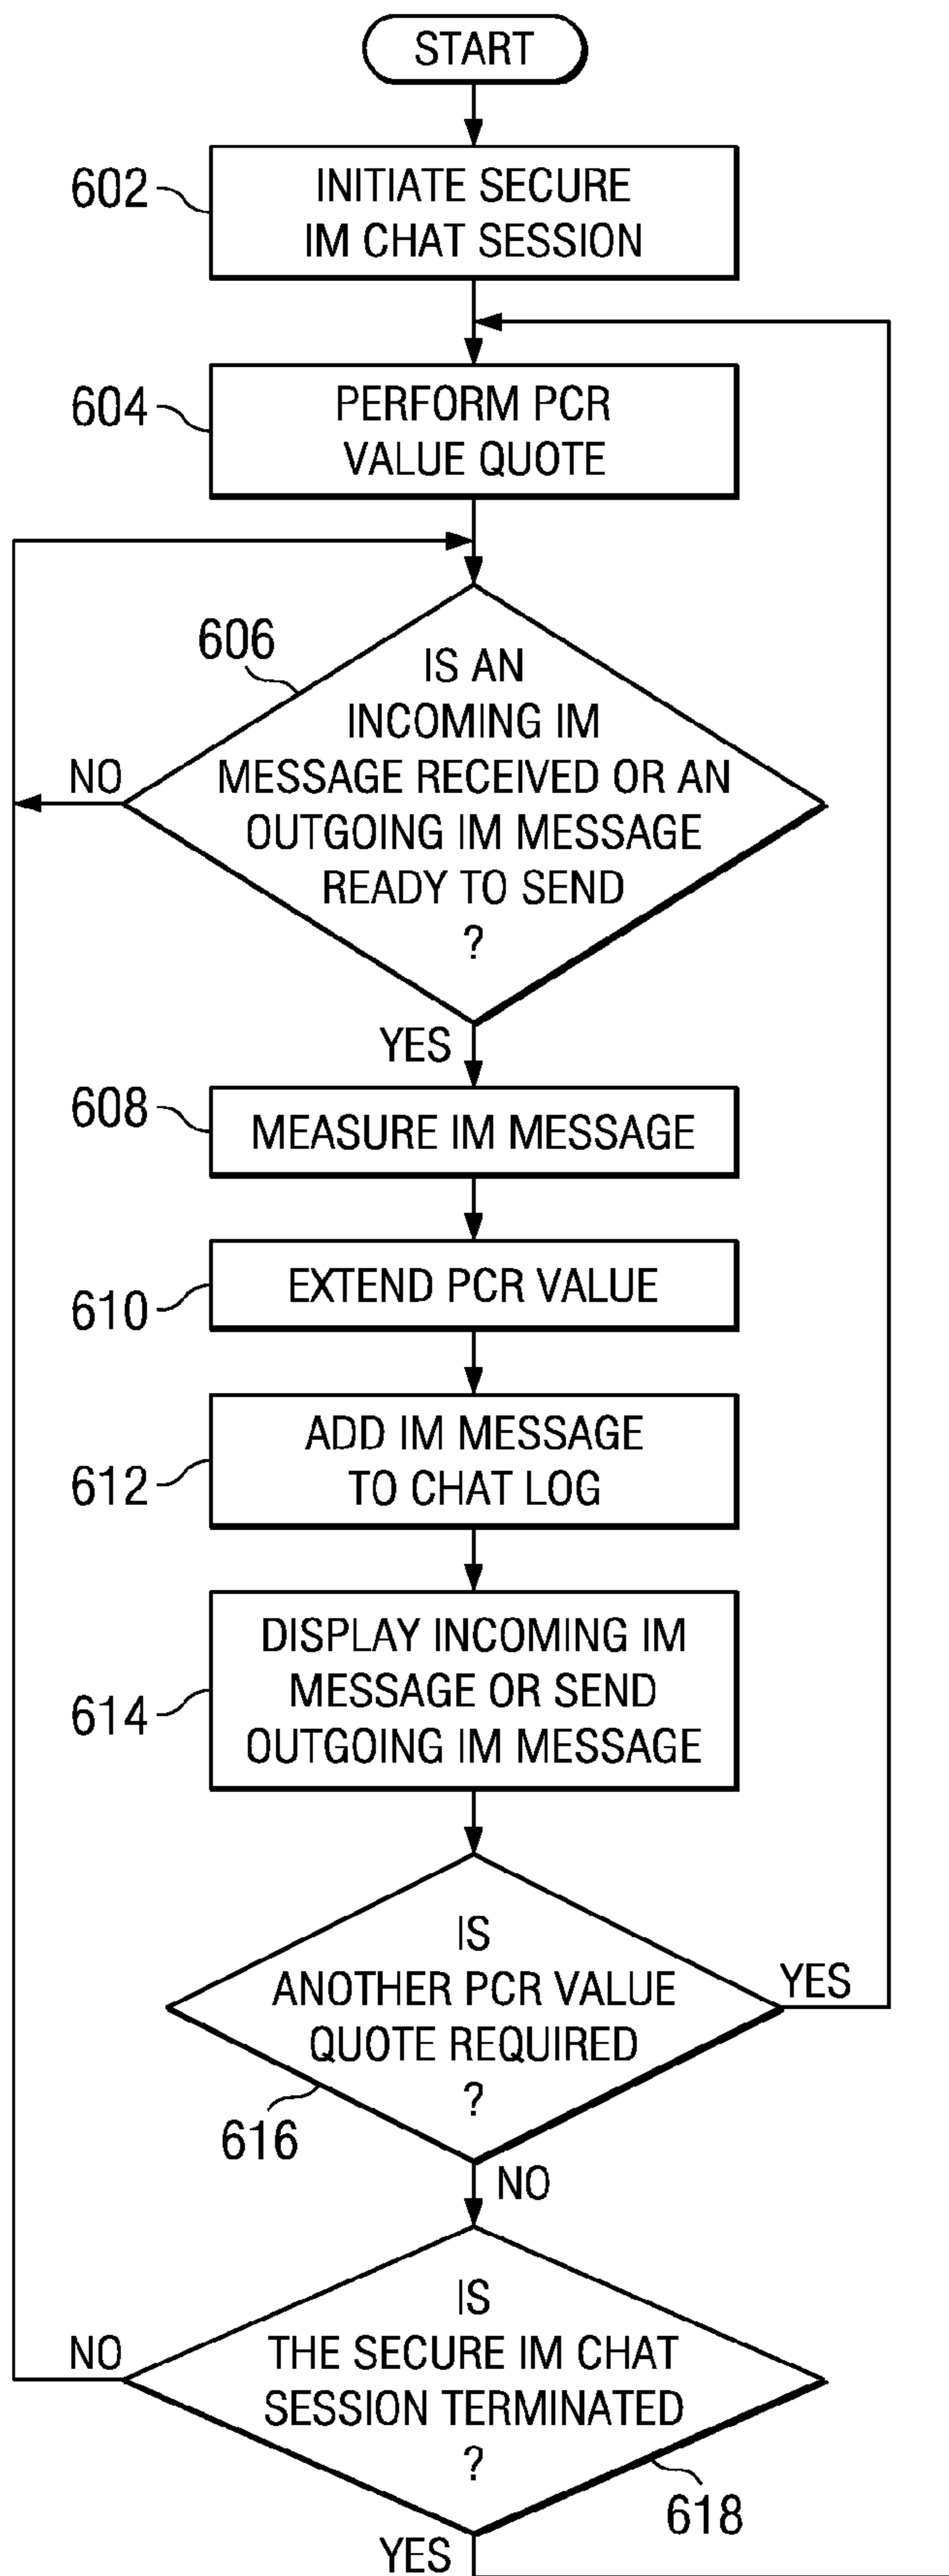 START
602
INITIATE SECURE
IM CHAT SESSION
604
PERFORM PCR
VALUE QUOTE
606
IS AN
INCOMING IM
MESSAGE RECEIVED OR AN
OUTGOING IM MESSAGE
READY TO SEND
?
NO
YES
608
MEASURE IM MESSAGE
610
EXTEND PCR VALUE
612
ADD IM MESSAGE
TO CHAT LOG
614
DISPLAY INCOMING IM
MESSAGE OR SEND
OUTGOING IM MESSAGE
IS
ANOTHER PCR VALUE
QUOTE REQUIRED
?
YES
616
NO
IS
THE SECURE IM CHAT
SESSION TERMINATED
?
NO
618
YES